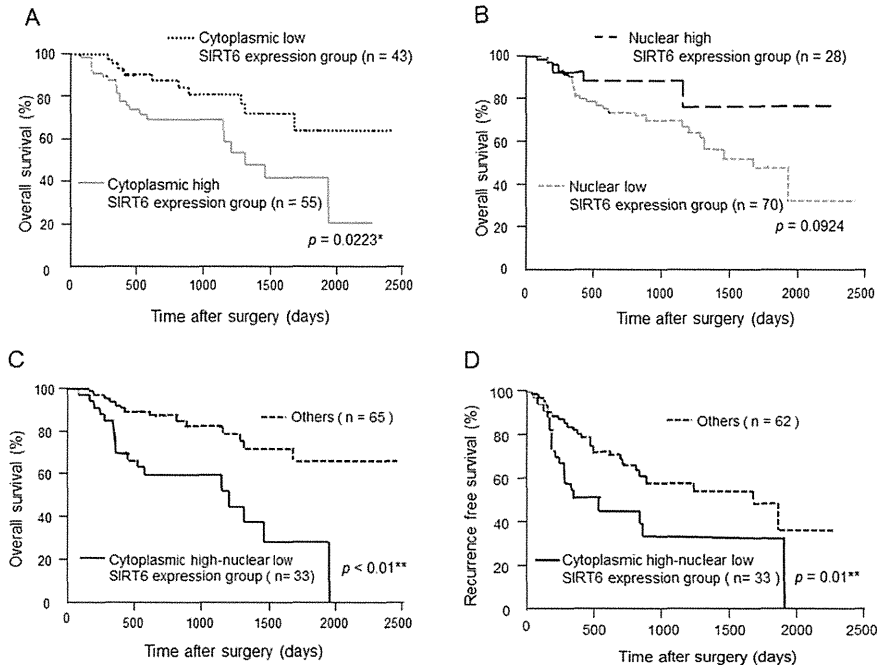 A
Cytoplasmic low
SIRT6 expression group (n = 43)
Overall survival (%)
100
80
60
40
20
0
Cytoplasmic high
SIRT6 expression group (n = 55)
p = 0.0223*
0 500 1000 1500 2000 2500
Time after surgery (days)
B
Nuclear high
SIRT6 expression group (n = 28)
Overall survival (%)
100
80
60
40
20
0
Nuclear low
SIRT6 expression group (n = 70)
p = 0.0924
0 500 1000 1500 2000 2500
Time after surgery (days)
C
Others ( n = 65 )
Overall survival (%)
100
80
60
40
20
0
Cytoplasmic high-nuclear low
SIRT6 expression group ( n= 33)
p < 0.01**
0 500 1000 1500 2000 2500
Time after surgery (days)
D
Others ( n = 62 )
Recurrence free survival (%)
100
80
60
40
20
0
Cytoplasmic high-nuclear low
SIRT6 expression group ( n= 33 )
p = 0.01**
0 500 1000 1500 2000 2500
Time after surgery (days)